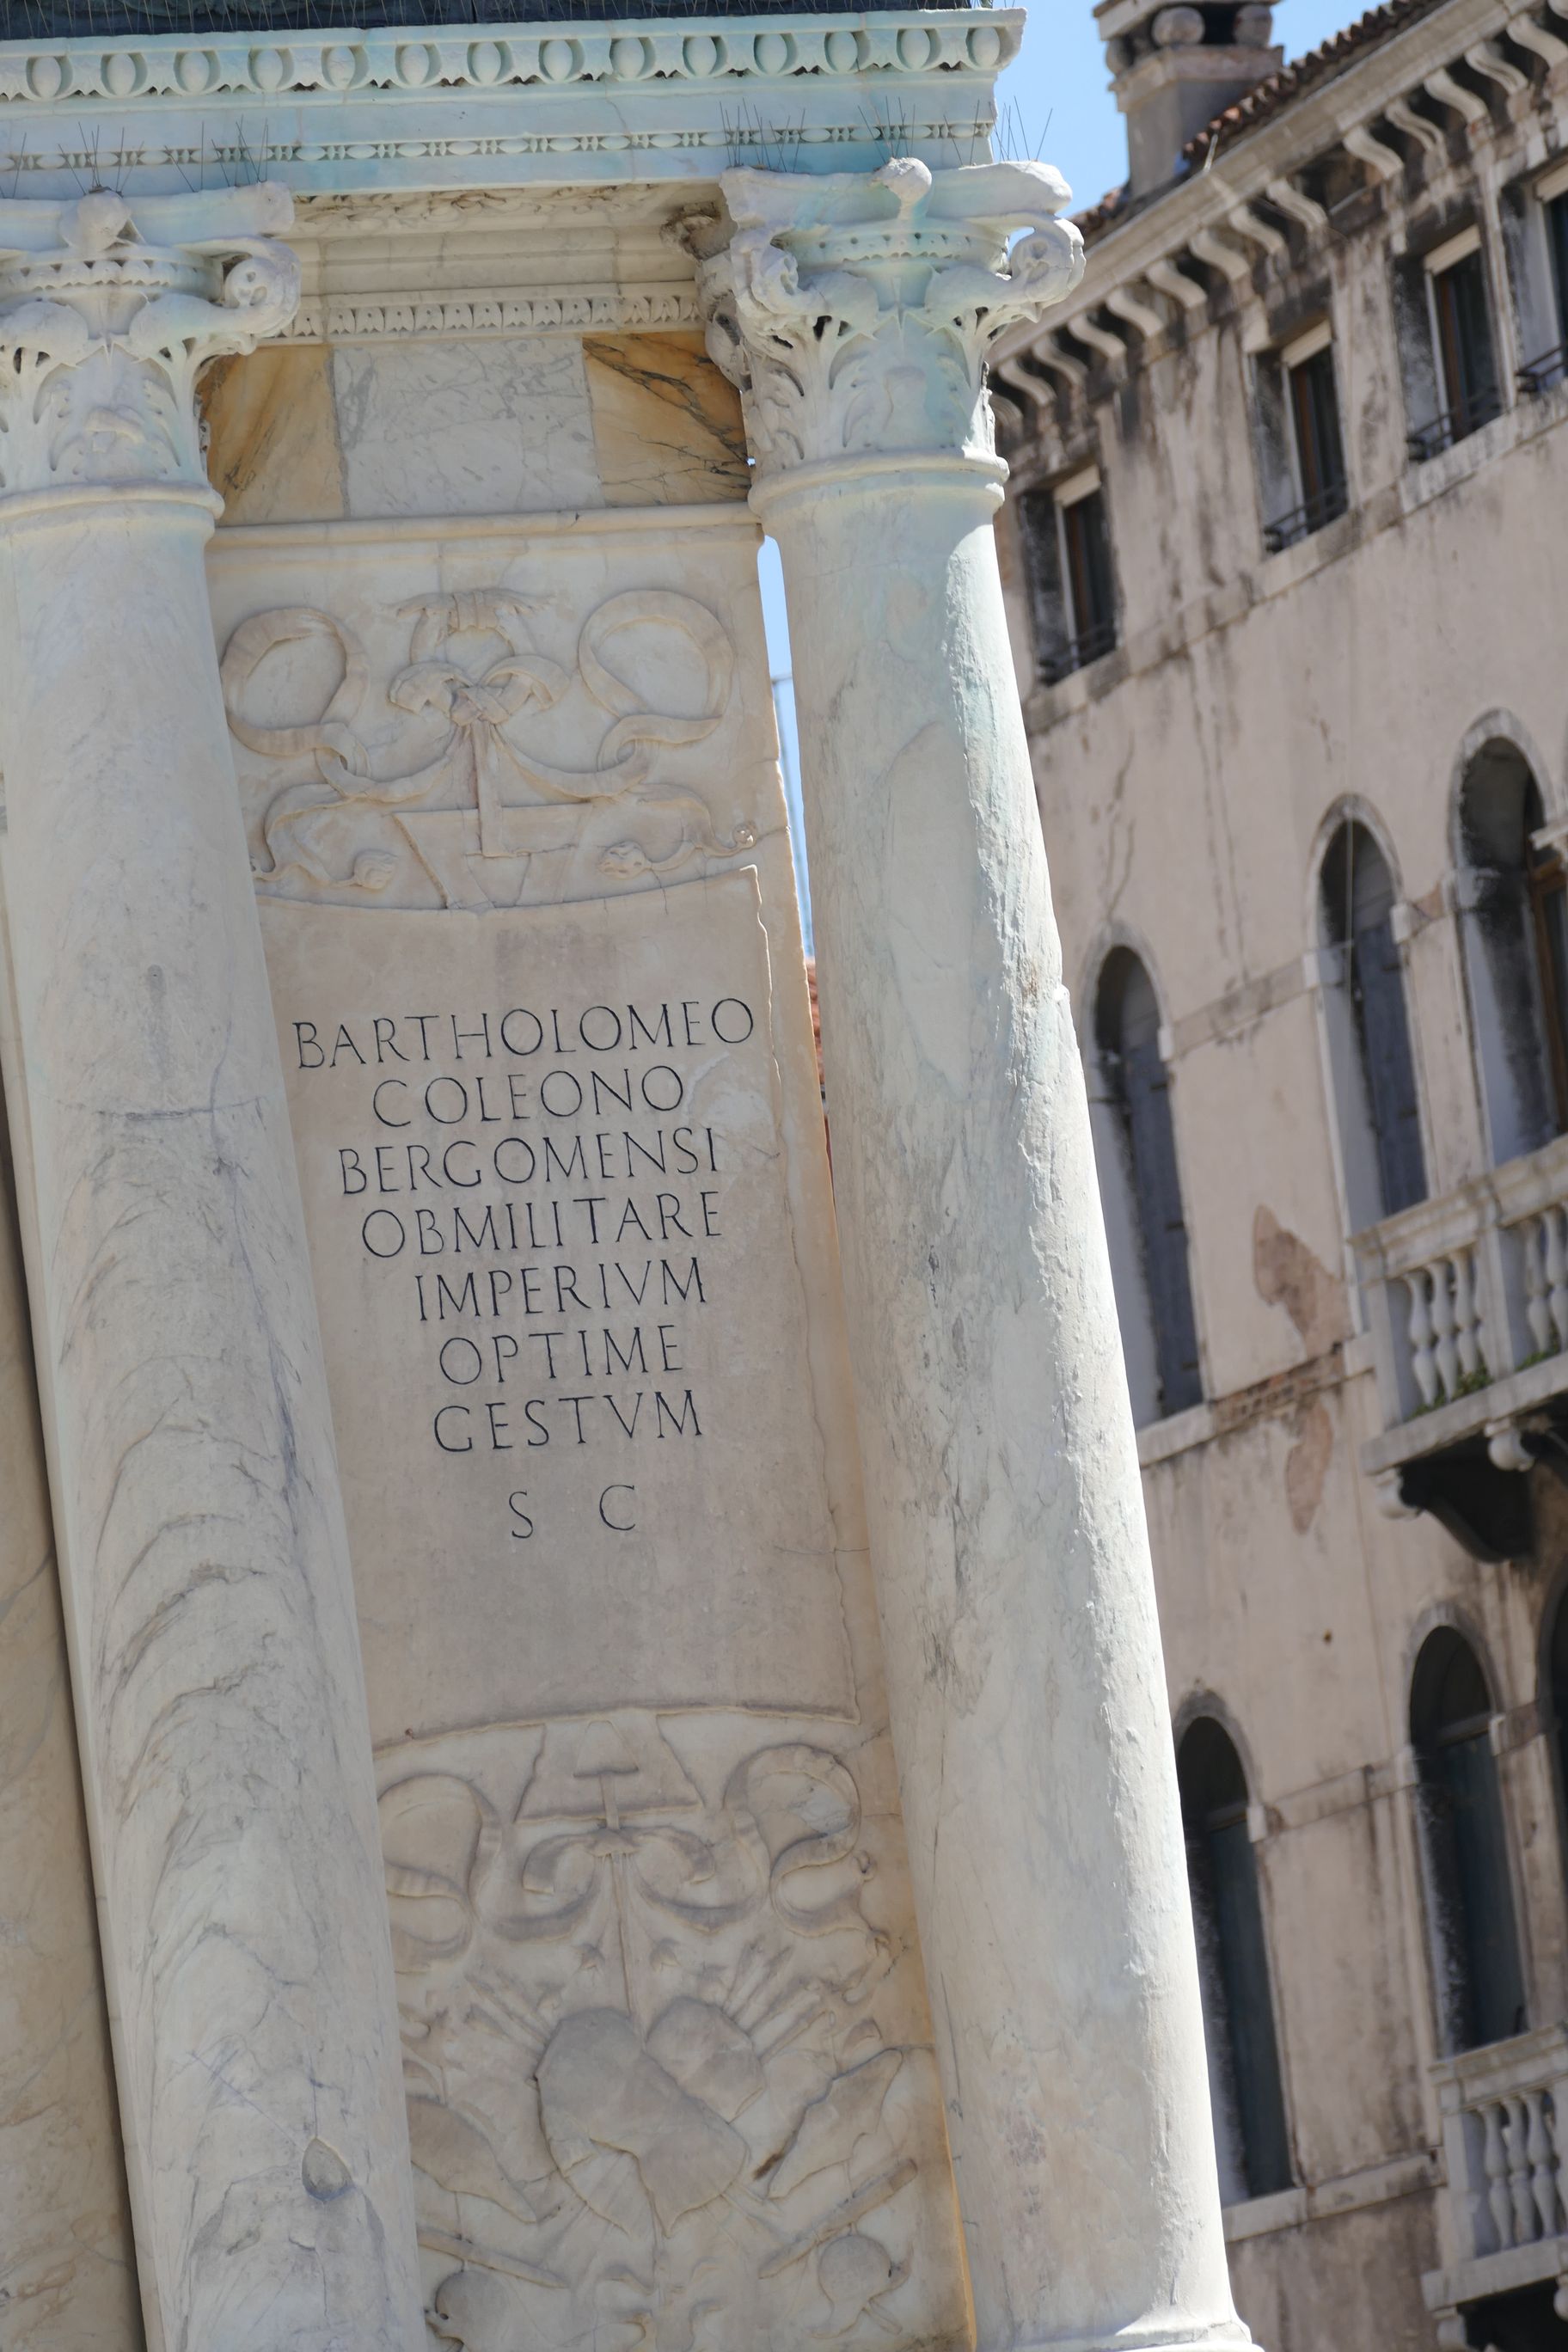 BARTHOLOMEO
COLEONO
BERGOMENSI
OBMILITARE
IMPERIVM
OPTIME
GESTVM
S C